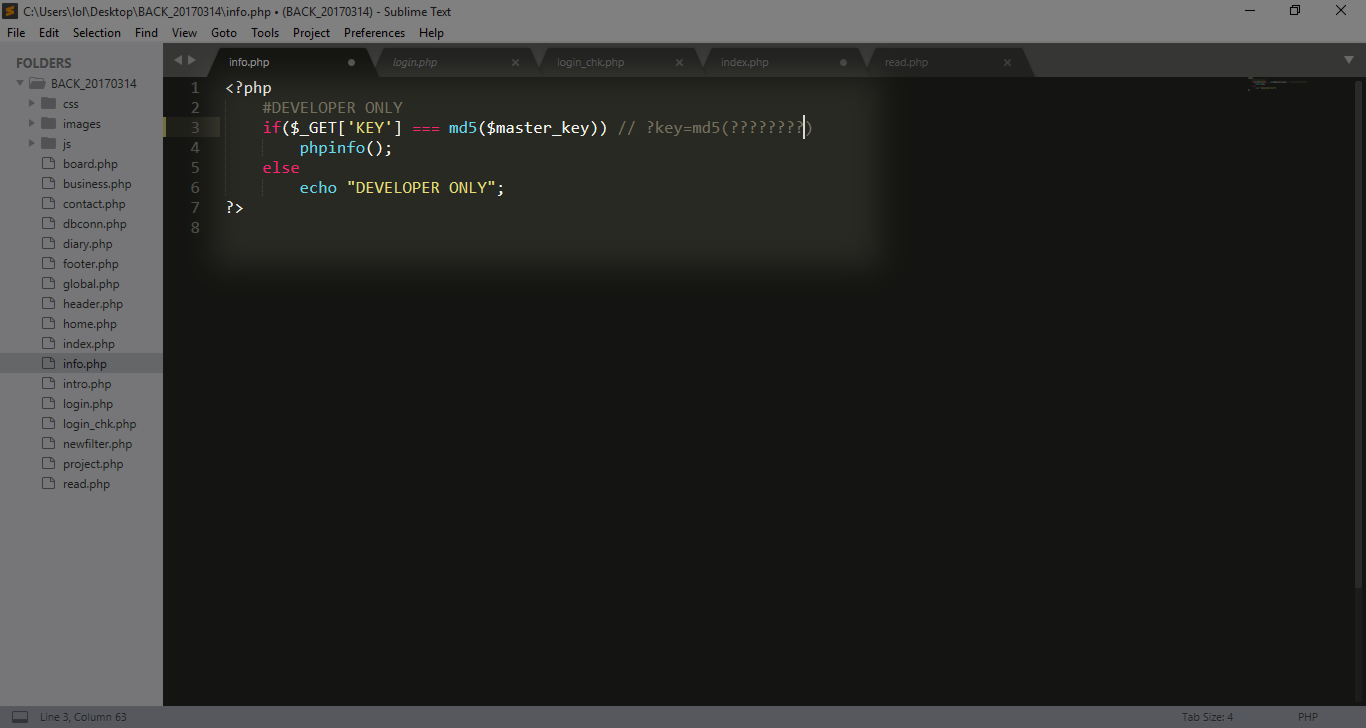 C:\Users\lol\Desktop\BACK_20170314\info.php • (BACK_20170314) - Sublime Text
File Edit Selection Find View Goto Tools Project Preferences Help
FOLDERS
BACK_20170314
css
images
js
board.php
business.php
contact.php
dbconn.php
diary.php
footer.php
global.php
header.php
home.php
index.php
info.php
intro.php
login.php
login_chk.php
newfilter.php
project.php
read.php
info.php login.php login_chk.php index.php read.php
1 <?php
2 #DEVELOPER ONLY
3 if($_GET['KEY'] === md5($master_key)) // ?key=md5(????????)
4 phpinfo();
5 else
6 echo "DEVELOPER ONLY";
7 ?>
8
Line 3, Column 63 Tab Size: 4 PHP